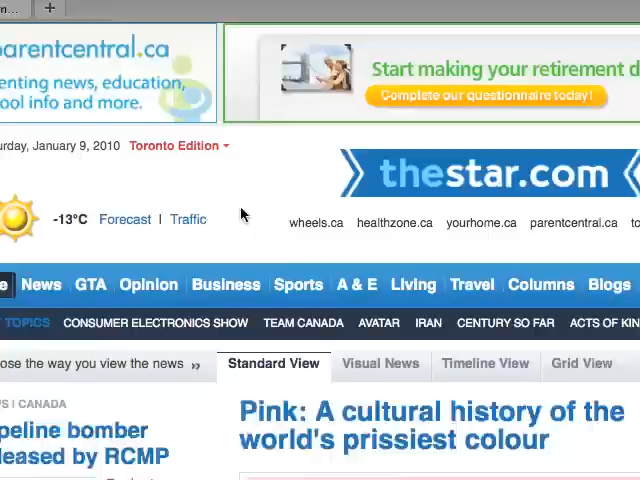 n...
parentcentral.ca
enting news, education,
ool info and more.
Start making your retirement d
Complete our questionnaire today!
urday, January 9, 2010 Toronto Edition
thestar.com
-13°C Forecast | Traffic
wheels.ca healthzone.ca yourhome.ca parentcentral.ca to
e News GTA Opinion Business Sports A & E Living Travel Columns Blogs
TOPICS CONSUMER ELECTRONICS SHOW TEAM CANADA AVATAR IRAN CENTURY SO FAR ACTS OF KIN
ose the way you view the news » Standard View Visual News Timeline View Grid View
S | CANADA
peline bomber
leased by RCMP
Pink: A cultural history of the
world's prissiest colour